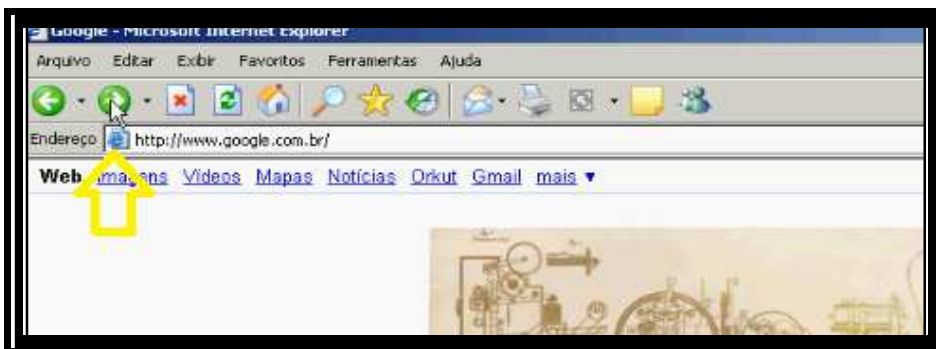 Google - Microsoft Internet Explorer
Arquivo Editar Exibir Favoritos Ferramentas Ajuda
Endereço http://www.google.com.br/
Web Imagens Vídeos Mapas Notícias Orkut Gmail mais ▼